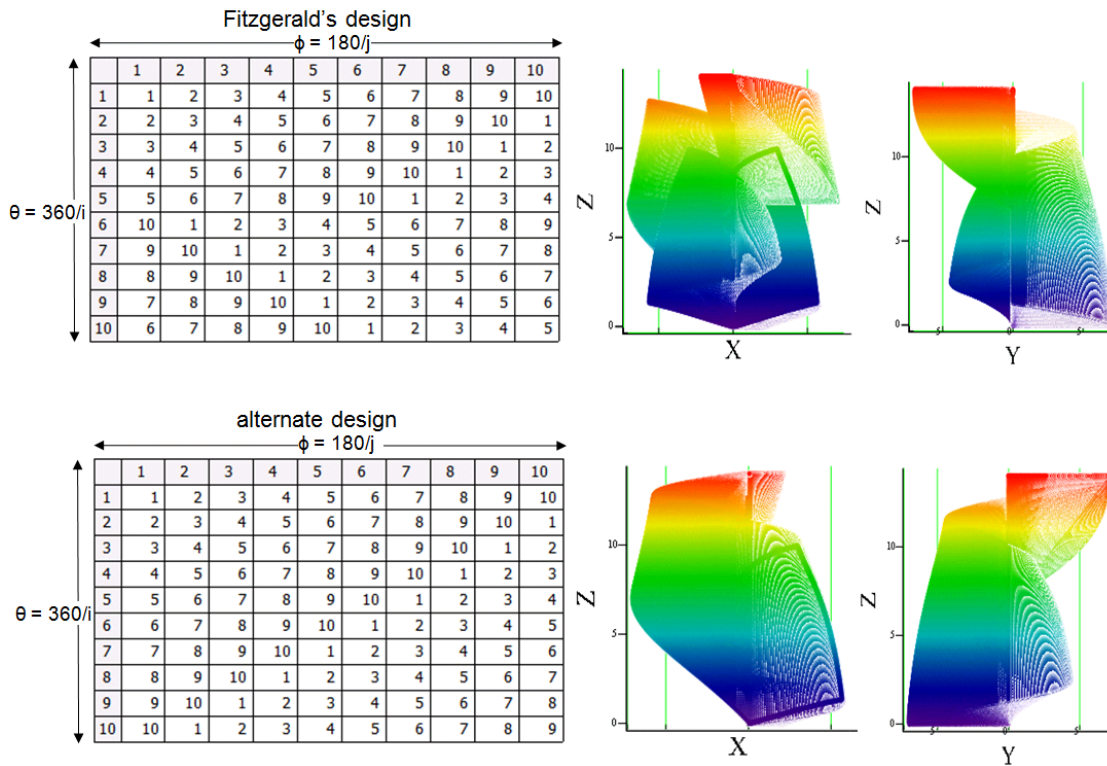 Fitzgerald's design
ϕ = 180/j
1 2 3 4 5 6 7 8 9 10
1 1 2 3 4 5 6 7 8 9 10
2 2 3 4 5 6 7 8 9 10 1
3 3 4 5 6 7 8 9 10 1 2
4 4 5 6 7 8 9 10 1 2 3
5 5 6 7 8 9 10 1 2 3 4
6 10 1 2 3 4 5 6 7 8 9
7 9 10 1 2 3 4 5 6 7 8
8 8 9 10 1 2 3 4 5 6 7
9 7 8 9 10 1 2 3 4 5 6
10 6 7 8 9 10 1 2 3 4 5
θ = 360/i
10
5
0
Z
X
10
5
0
Z
5 0 5
Y
alternate design
ϕ = 180/j
1 2 3 4 5 6 7 8 9 10
1 1 2 3 4 5 6 7 8 9 10
2 2 3 4 5 6 7 8 9 10 1
3 3 4 5 6 7 8 9 10 1 2
4 4 5 6 7 8 9 10 1 2 3
5 5 6 7 8 9 10 1 2 3 4
6 6 7 8 9 10 1 2 3 4 5
7 7 8 9 10 1 2 3 4 5 6
8 8 9 10 1 2 3 4 5 6 7
9 9 10 1 2 3 4 5 6 7 8
10 10 1 2 3 4 5 6 7 8 9
θ = 360/i
10
5
0
Z
X
10
5
0
Z
5 0 5
Y